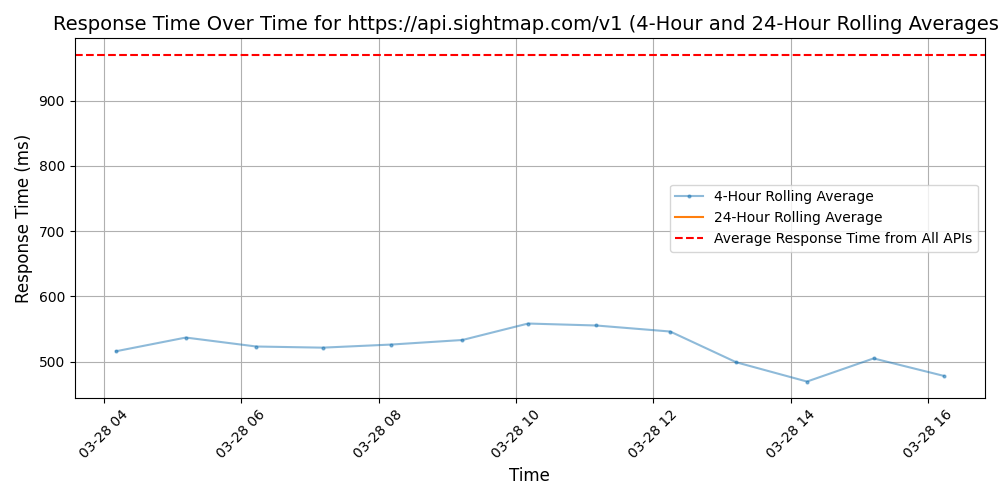 Response Time Over Time for https://api.sightmap.com/v1 (4-Hour and 24-Hour Rolling Averages
Response Time (ms)
900
800
700
600
500
4-Hour Rolling Average
24-Hour Rolling Average
Average Response Time from All APIs
03-28 04
03-28 06
03-28 08
03-28 10
03-28 12
03-28 14
03-28 16
Time